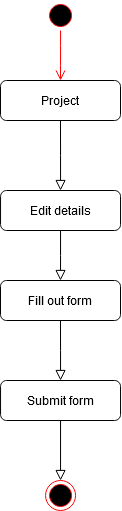 Project
Edit details
Fill out form
Submit form